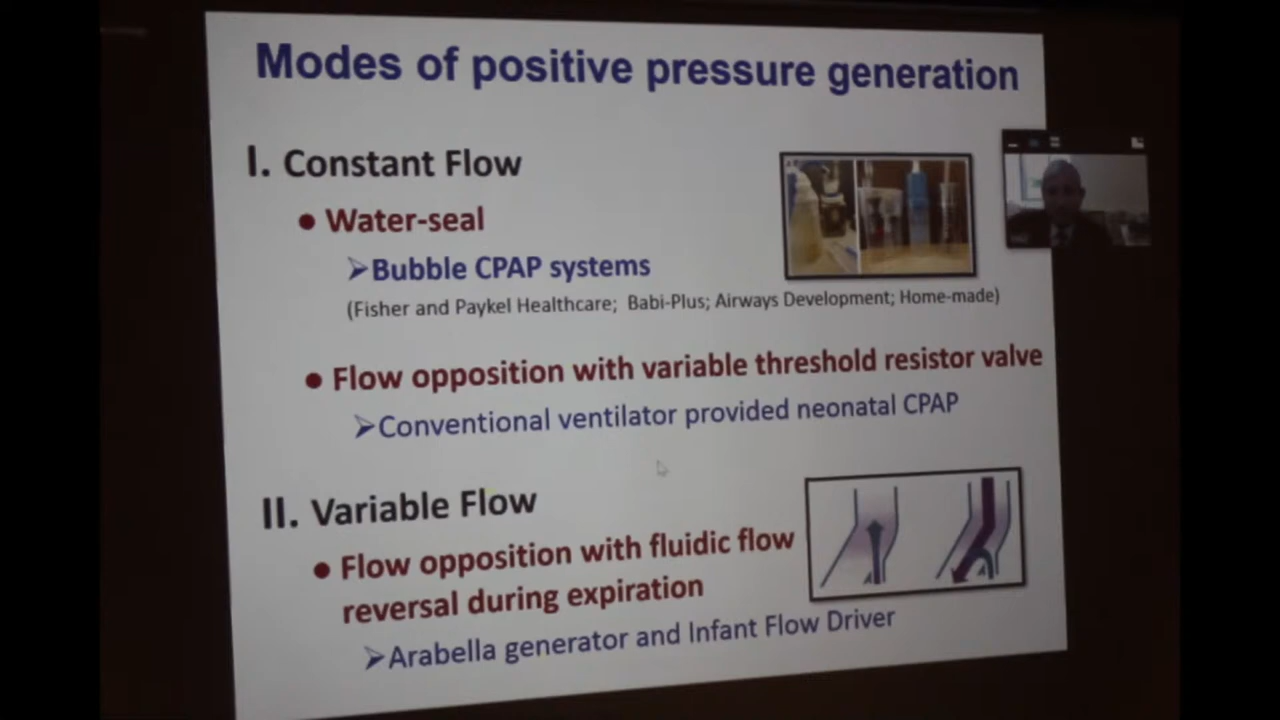 Modes of positive pressure generation
I. Constant Flow
● Water-seal
➢Bubble CPAP systems
(Fisher and Paykel Healthcare; Babi-Plus; Airways Development; Home-made)
● Flow opposition with variable threshold resistor valve
➢Conventional ventilator provided neonatal CPAP
II. Variable Flow
● Flow opposition with fluidic flow
reversal during expiration
➢Arabella generator and Infant Flow Driver